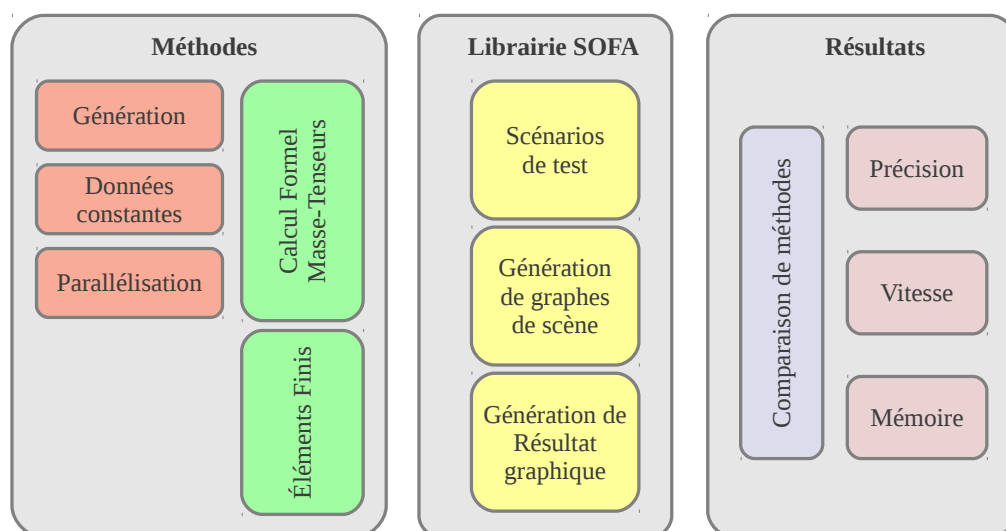 Méthodes
Génération
Données
constantes
Parallélisation
Calcul Formel
Masse-Tenseurs
Éléments Finis
Librairie SOFA
Scénarios
de test
Génération
de graphes
de scène
Génération de
Résultat
graphique
Résultats
Comparaison de méthodes
Précision
Vitesse
Mémoire